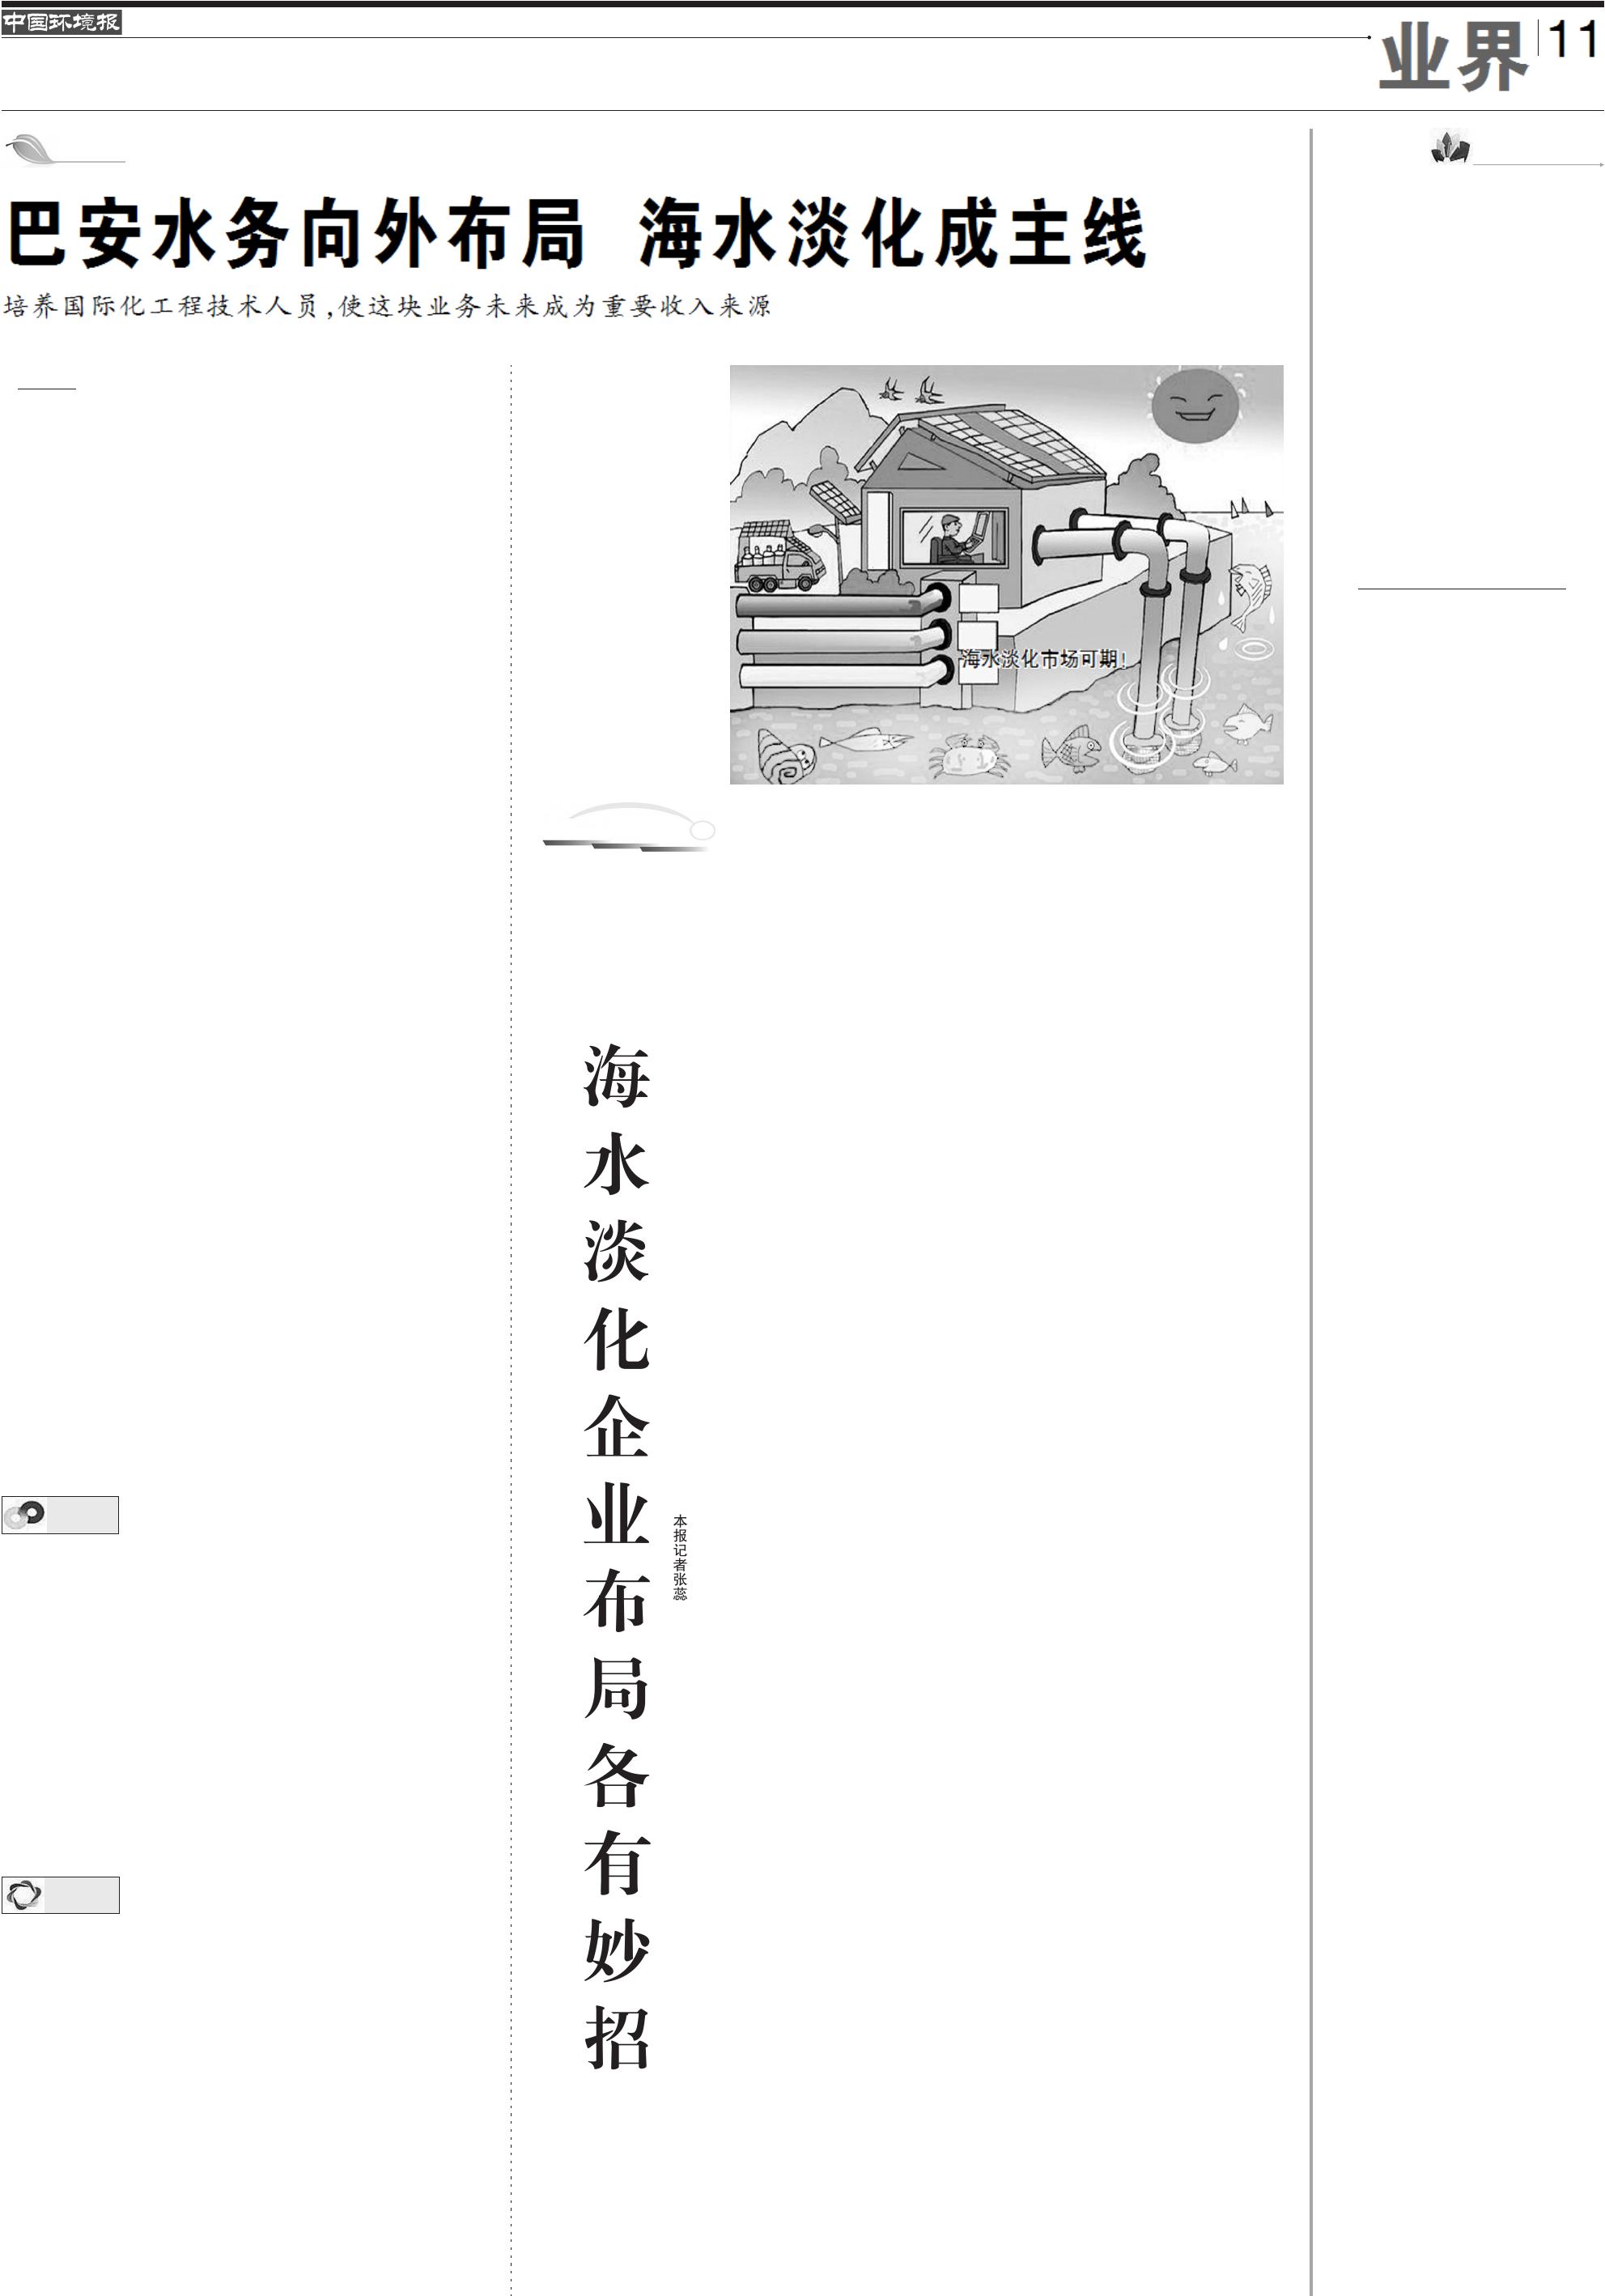 中国环境报
业界 11
巴安水务向外布局 海水淡化成主线
培养国际化工程技术人员,使这块业务未来成为重要收入来源
海水淡化市场可期!
海水淡化企业布局各有妙招
本报记者张蕊